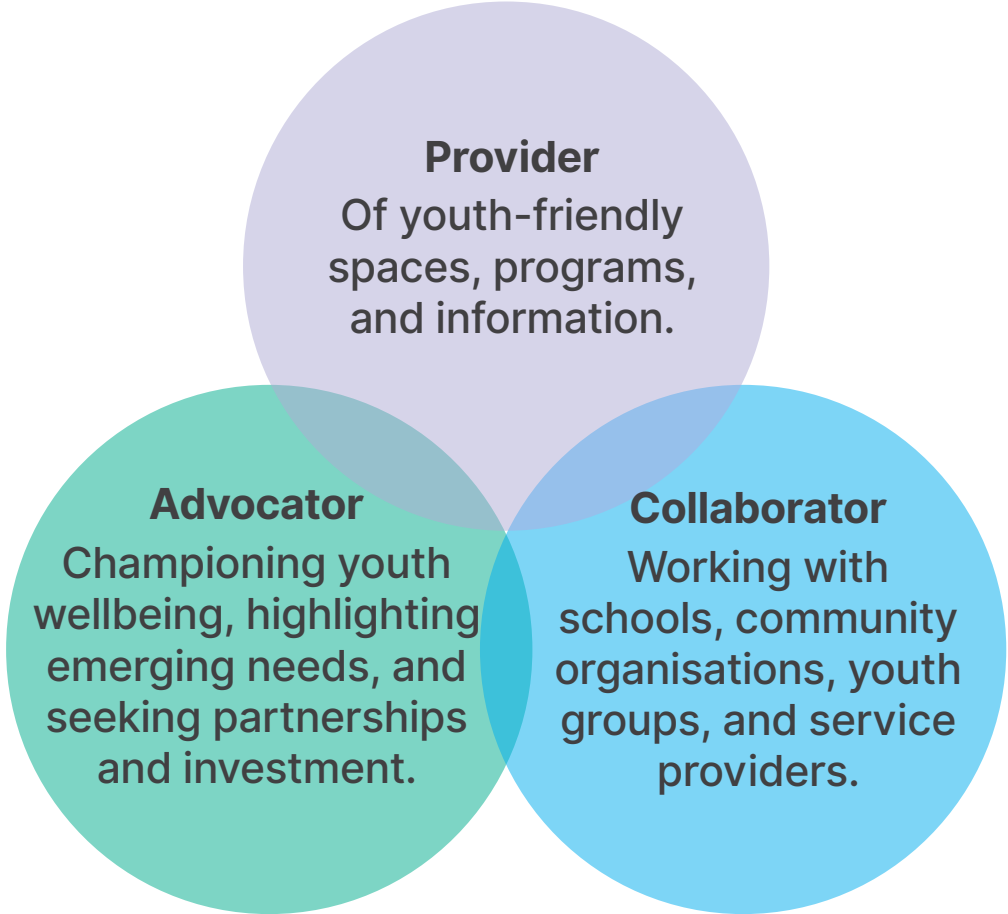 Provider
Of youth-friendly
spaces, programs,
and information.
Advocator
Championing youth
wellbeing, highlighting
emerging needs, and
seeking partnerships
and investment.
Collaborator
Working with
schools, community
organisations, youth
groups, and service
providers.